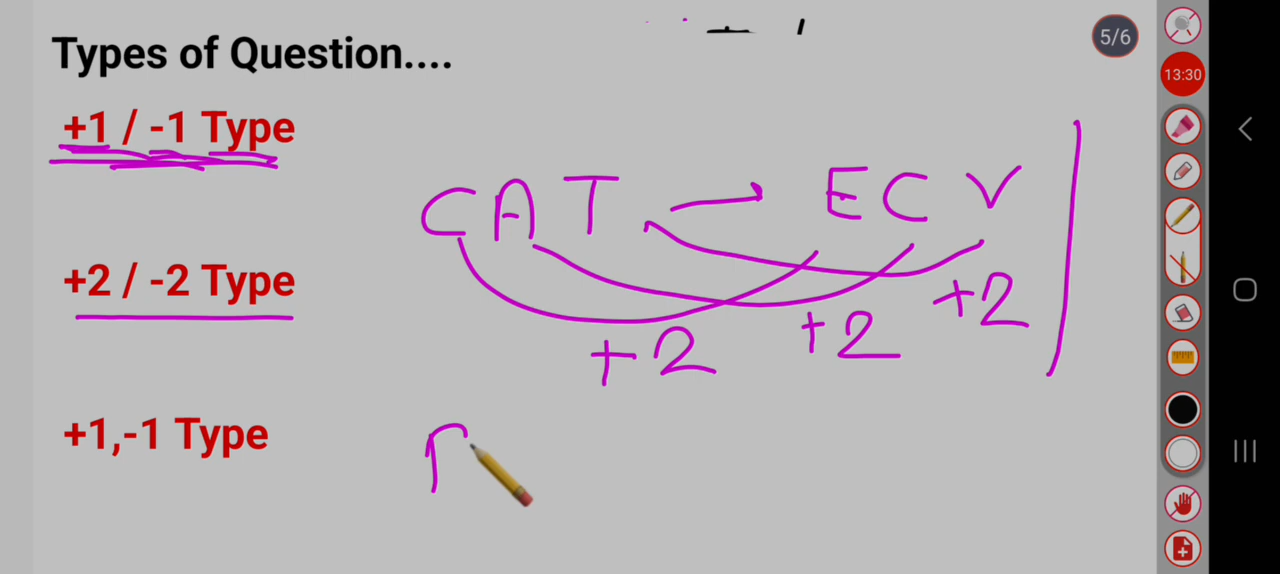 Types of Question....
5/6
13:30
+1 / -1 Type
CAT → ECV
+2 / -2 Type
+2 +2 +2
+1,-1 Type